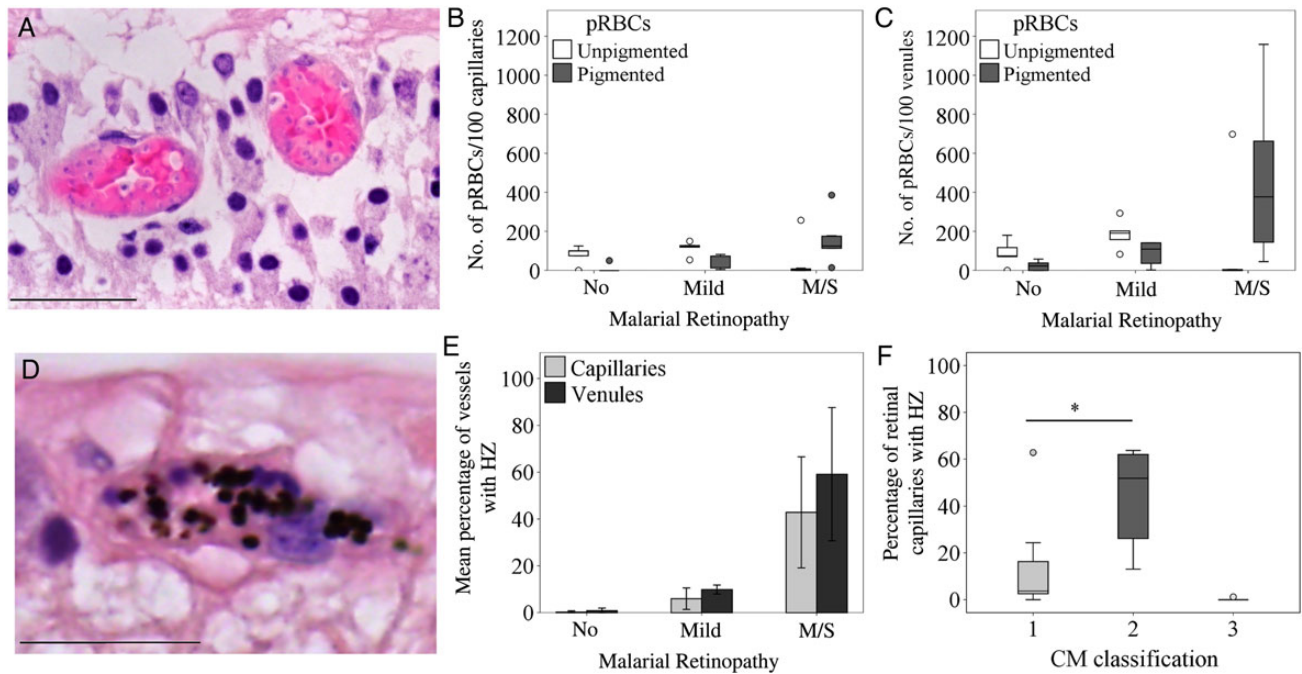 A
B
No. of pRBCs/100 capillaries
1200
1000
800
600
400
200
0
pRBCs
Unpigmented
Pigmented
No Mild M/S
Malarial Retinopathy
C
No. of pRBC/100 venules
1200
1000
800
600
400
200
0
pRBCs
Unpigmented
Pigmented
No Mild M/S
Malarial Retinopathy
D
E
Mean percentage of vessels
with HZ
100
80
60
40
20
0
Capillaries
Venules
No Mild M/S
Malarial Retinopathy
F
Percentage of retinal
capillaries with HZ
100
80
60
40
20
0
*
1 2 3
CM classification